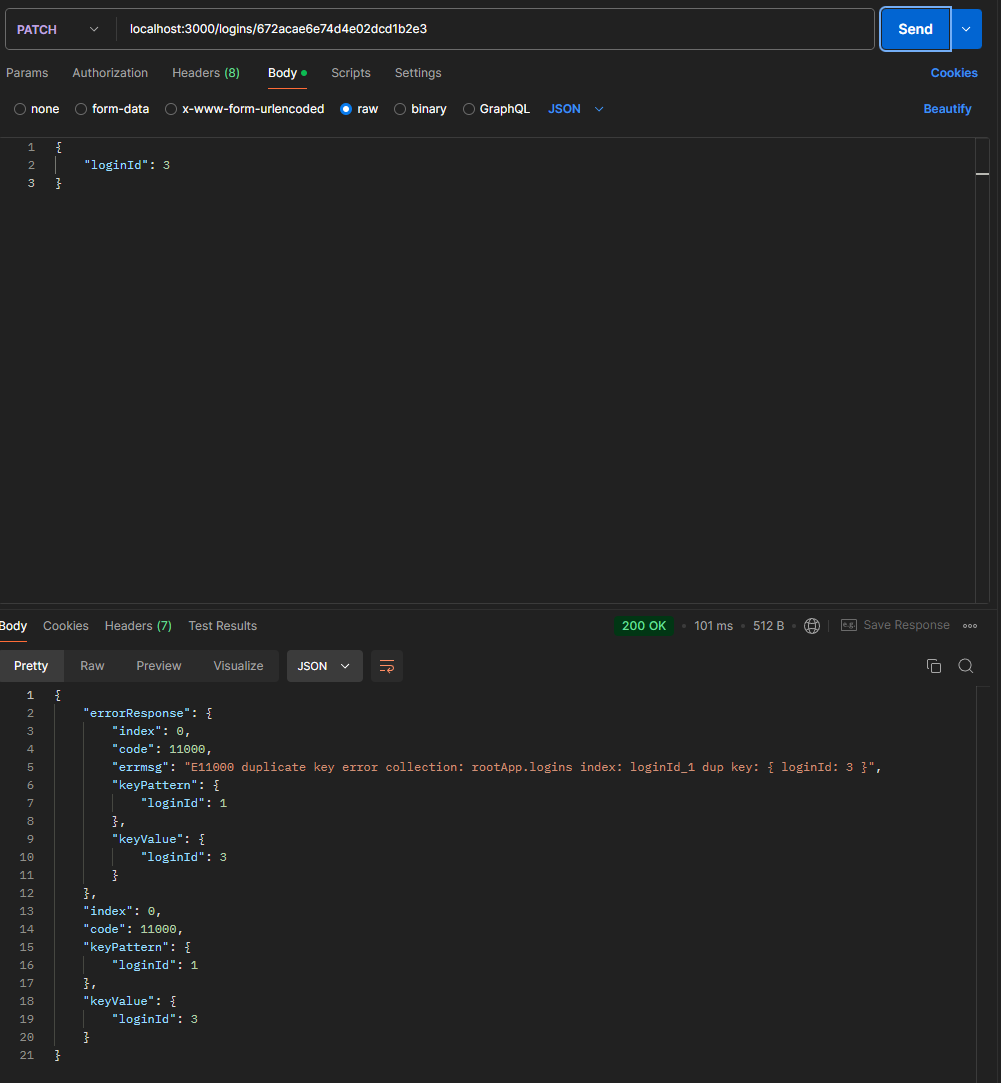 PATCH localhost:3000/logins/672acae6e74d4e02dcd1b2e3 Send
Params Authorization Headers (8) Body Scripts Settings Cookies
none form-data x-www-form-urlencoded raw binary GraphQL JSON Beautify
1 {
2 "loginId": 3
3 }
Body Cookies Headers (7) Test Results 200 OK 101 ms 512 B e.g. Save Response
Pretty Raw Preview Visualize JSON
1 {
2 "errorResponse": {
3 "index": 0,
4 "code": 11000,
5 "errmsg": "E11000 duplicate key error collection: rootApp.logins index: loginId_1 dup key: { loginId: 3 }",
6 "keyPattern": {
7 "loginId": 1
8 },
9 "keyValue": {
10 "loginId": 3
11 }
12 },
13 "index": 0,
14 "code": 11000,
15 "keyPattern": {
16 "loginId": 1
17 },
18 "keyValue": {
19 "loginId": 3
20 }
21 }